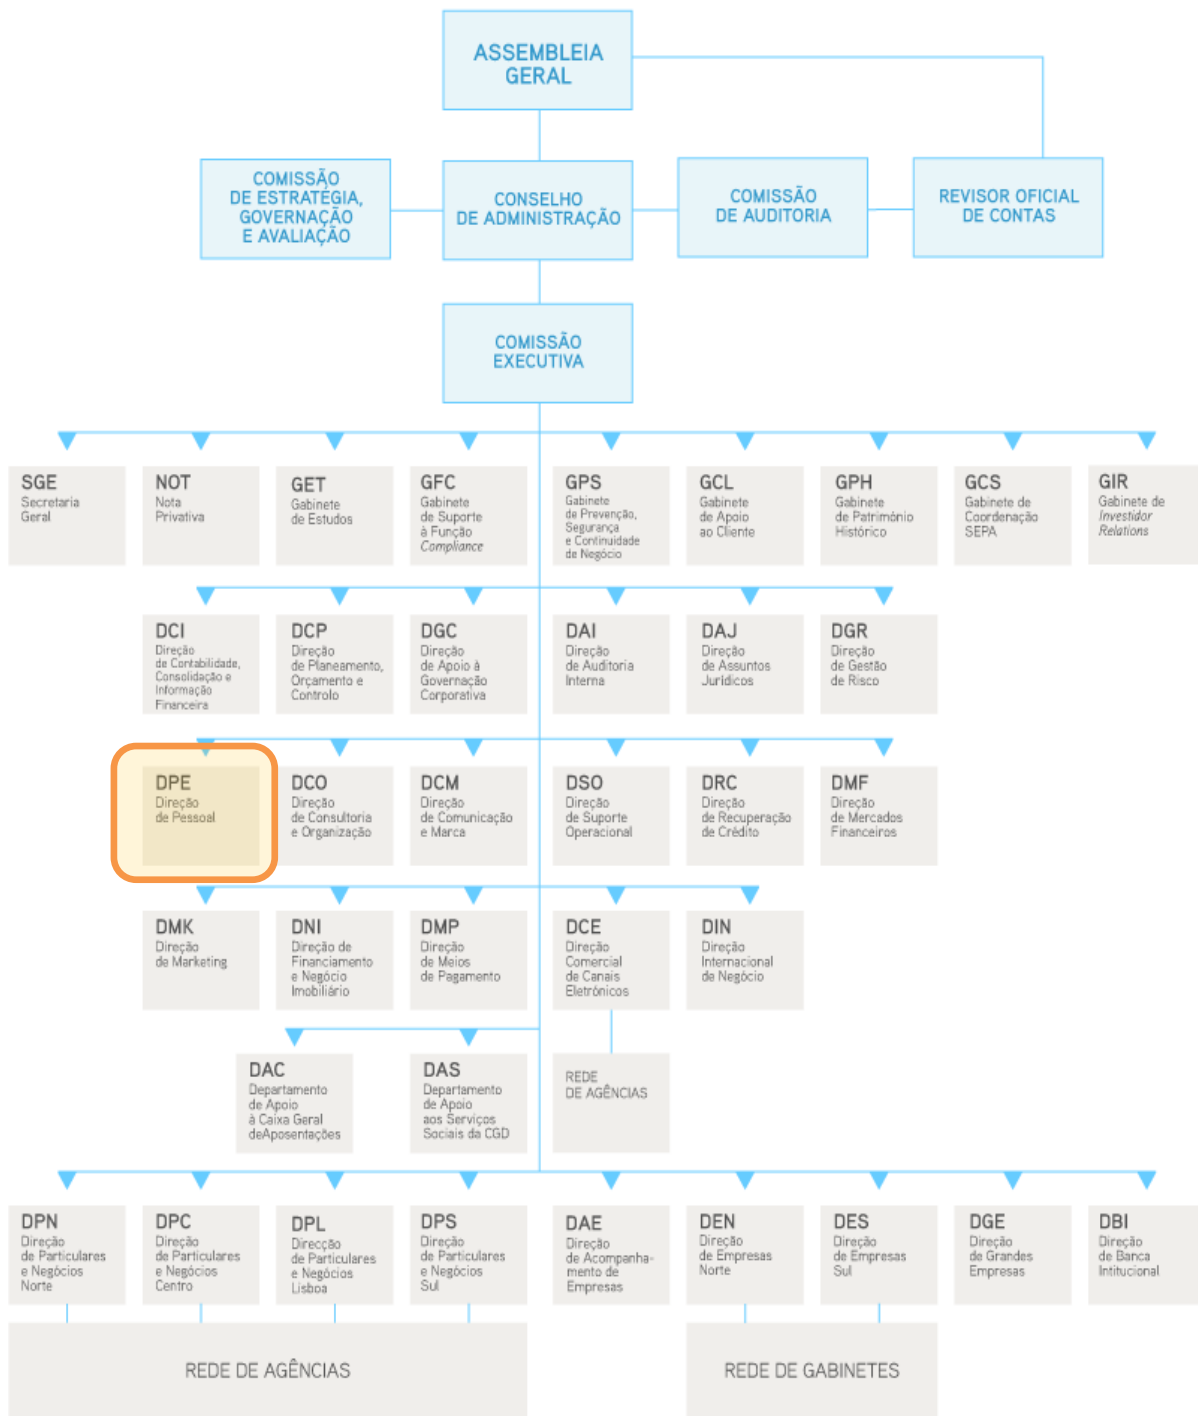 ASSEMBLEIA
GERAL
COMISSÃO
DE ESTRATÉGIA,
GOVERNAÇÃO
E AVALIAÇÃO
CONSELHO
DE ADMINISTRAÇÃO
COMISSÃO
DE AUDITORIA
REVISOR OFICIAL
DE CONTAS
COMISSÃO
EXECUTIVA
SGE
Secretaria
Geral
NOT
Nota
Privativa
GET
Gabinete
de Estudos
GFC
Gabinete
de Suporte
à Função
Compliance
GPS
Gabinete
de Prevenção,
Segurança
e Continuidade
de Negócio
GCL
Gabinete
de Apoio
ao Cliente
GPH
Gabinete
de Património
Histórico
GCS
Gabinete de
Coordenação
SEPA
GIR
Gabinete de
Investidor
Relations
DCI
Direção
de Contabilidade,
Consolidação e
Informação
Financeira
DCP
Direção
de Planeamento,
Orçamento e
Controlo
DGC
Direção
de Apoio à
Governação
Corporativa
DAI
Direção
de Auditoria
Interna
DAJ
Direção
de Assuntos
Jurídicos
DGR
Direção
de Gestão
de Risco
DPE
Direção
de Pessoal
DCO
Direção
de Consultoria
e Organização
DCM
Direção
de Comunicação
e Marca
DSO
Direção
de Suporte
Operacional
DRC
Direção
de Recuperação
de Crédito
DMF
Direção
de Mercados
Financeiros
DMK
Direção
de Marketing
DNI
Direção de
Financiamento
e Negócio
Imobiliário
DMP
Direção
de Meios
de Pagamento
DCE
Direção
Comercial
de Canais
Eletrónicos
DIN
Direção
Internacional
de Negócio
DAC
Departamento
de Apoio
à Caixa Geral
deAposentações
DAS
Departamento
de Apoio
aos Serviços
Sociais da CGD
REDE
DE AGÊNCIAS
DPN
Direção
de Particulares
e Negócios
Norte
DPC
Direção
de Particulares
e Negócios
Centro
DPL
Direcção
de Particulares
e Negócios
Lisboa
DPS
Direção
de Particulares
e Negócios
Sul
DAE
Direção
de Acompanha-
mento de
Empresas
DEN
Direção
de Empresas
Norte
DES
Direção
de Empresas
Sul
DGE
Direção
de Grandes
Empresas
DBI
Direção
de Banca
Intitucional
REDE DE AGÊNCIAS
REDE DE GABINETES